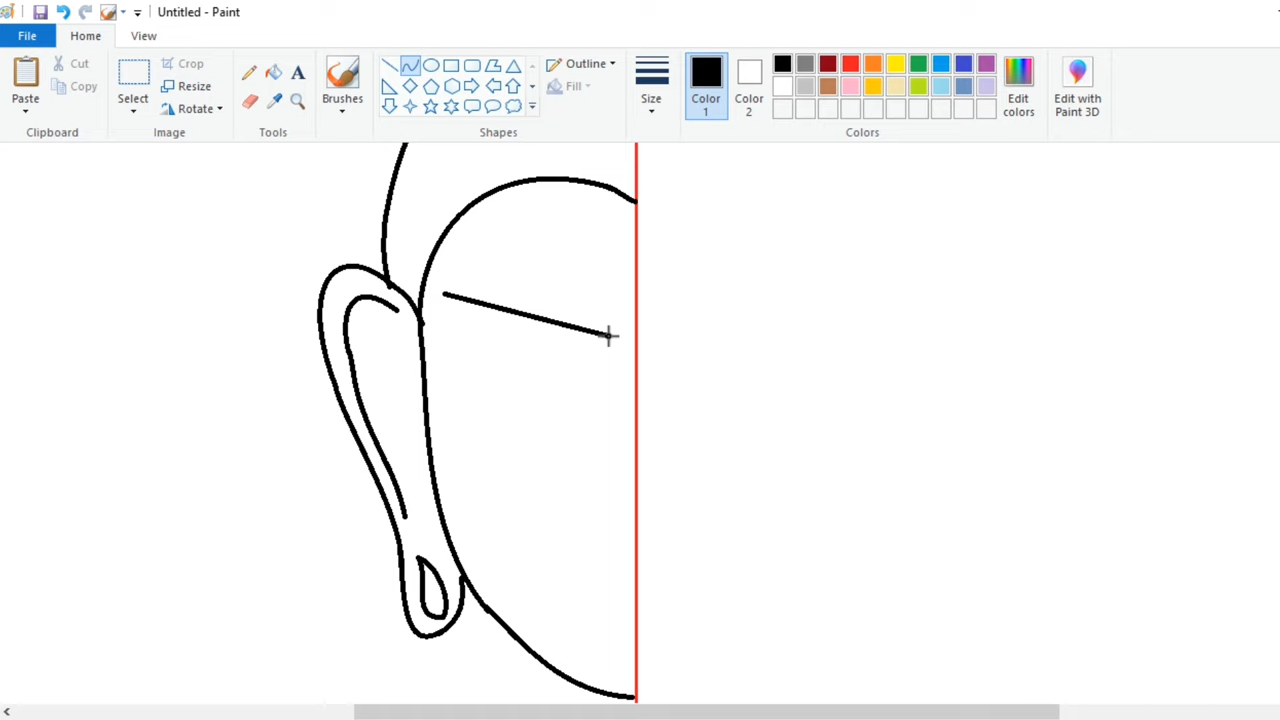 Untitled - Paint
File Home View
Paste
Cut
Copy
Clipboard
Select
Crop
Resize
Rotate
Image
A
Tools
Brushes
Outline
Fill
Shapes
Size
Color 1
Color 2
Edit colors
Colors
Edit with Paint 3D